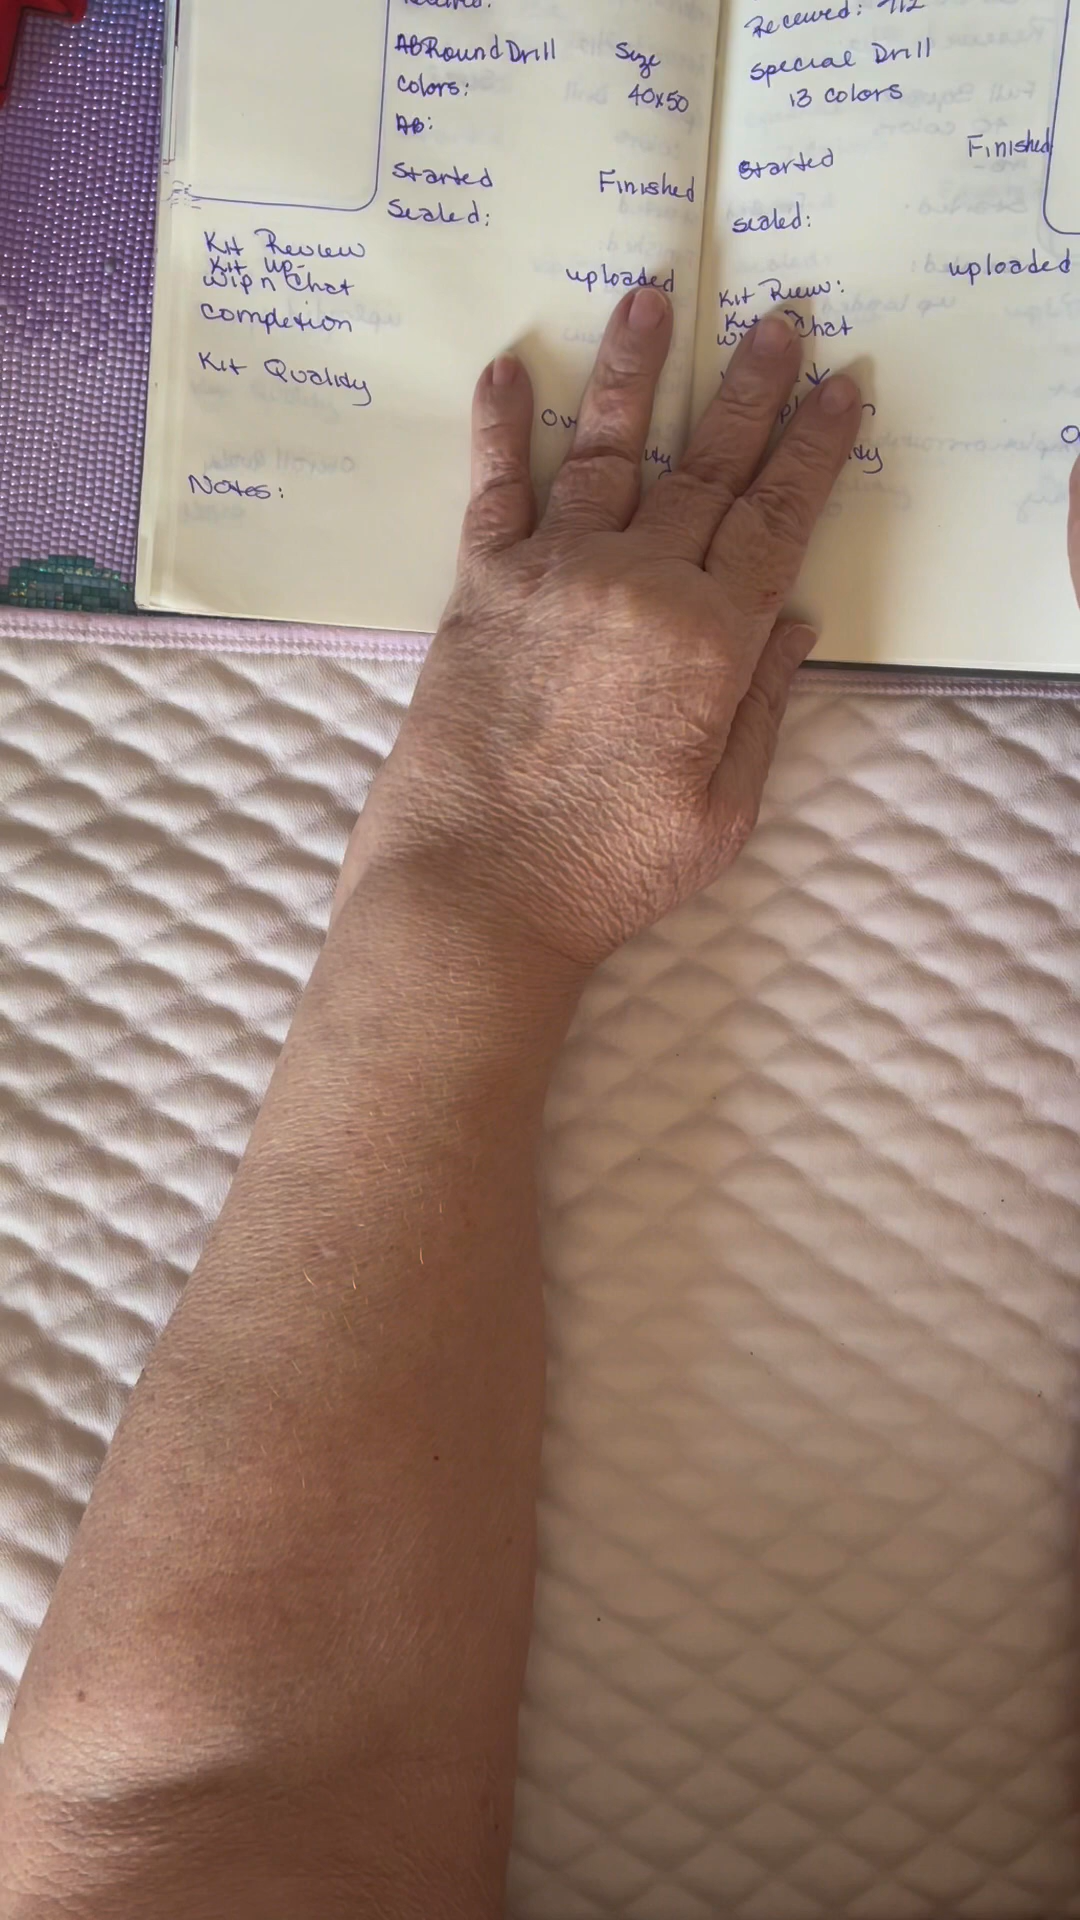 AB Round Drill Size
Colors: 40x50
AB:
Started Finished
Sealed:
Kit Review
Kit up-
Wip n Chat uploaded
Completion
Kit Quality
Notes:
Received: 7/2
Special Drill
13 colors
Started Finished
Sealed:
uploaded
Kit Review:
Chat